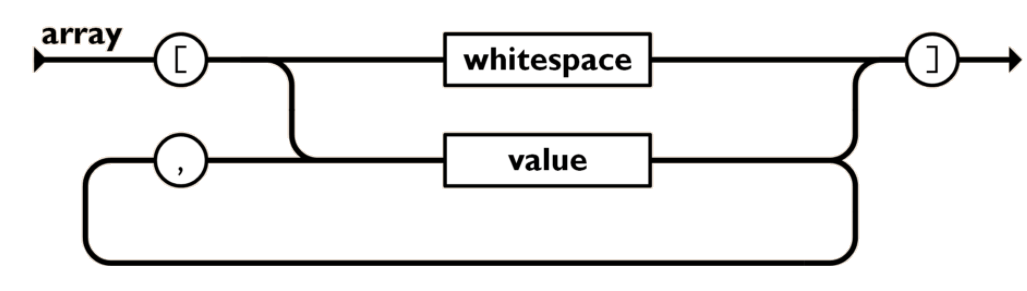 array
[ whitespace ]
, value